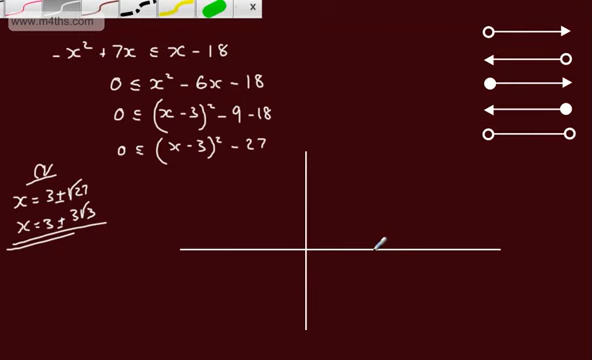 www.m4ths.com
-x² + 7x ≤ x - 18
0 ≤ x² - 6x - 18
0 ≤ (x - 3)² - 9 - 18
0 ≤ (x - 3)² - 27
CV
x = 3 ± √27
x = 3 ± 3√3